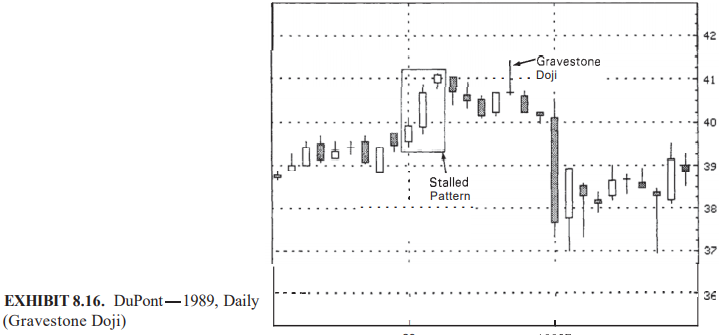 42
Gravestone
Doji
41
40
39
Stalled
Pattern
38
37
EXHIBIT 8.16. DuPont—1989, Daily
(Gravestone Doji)
36